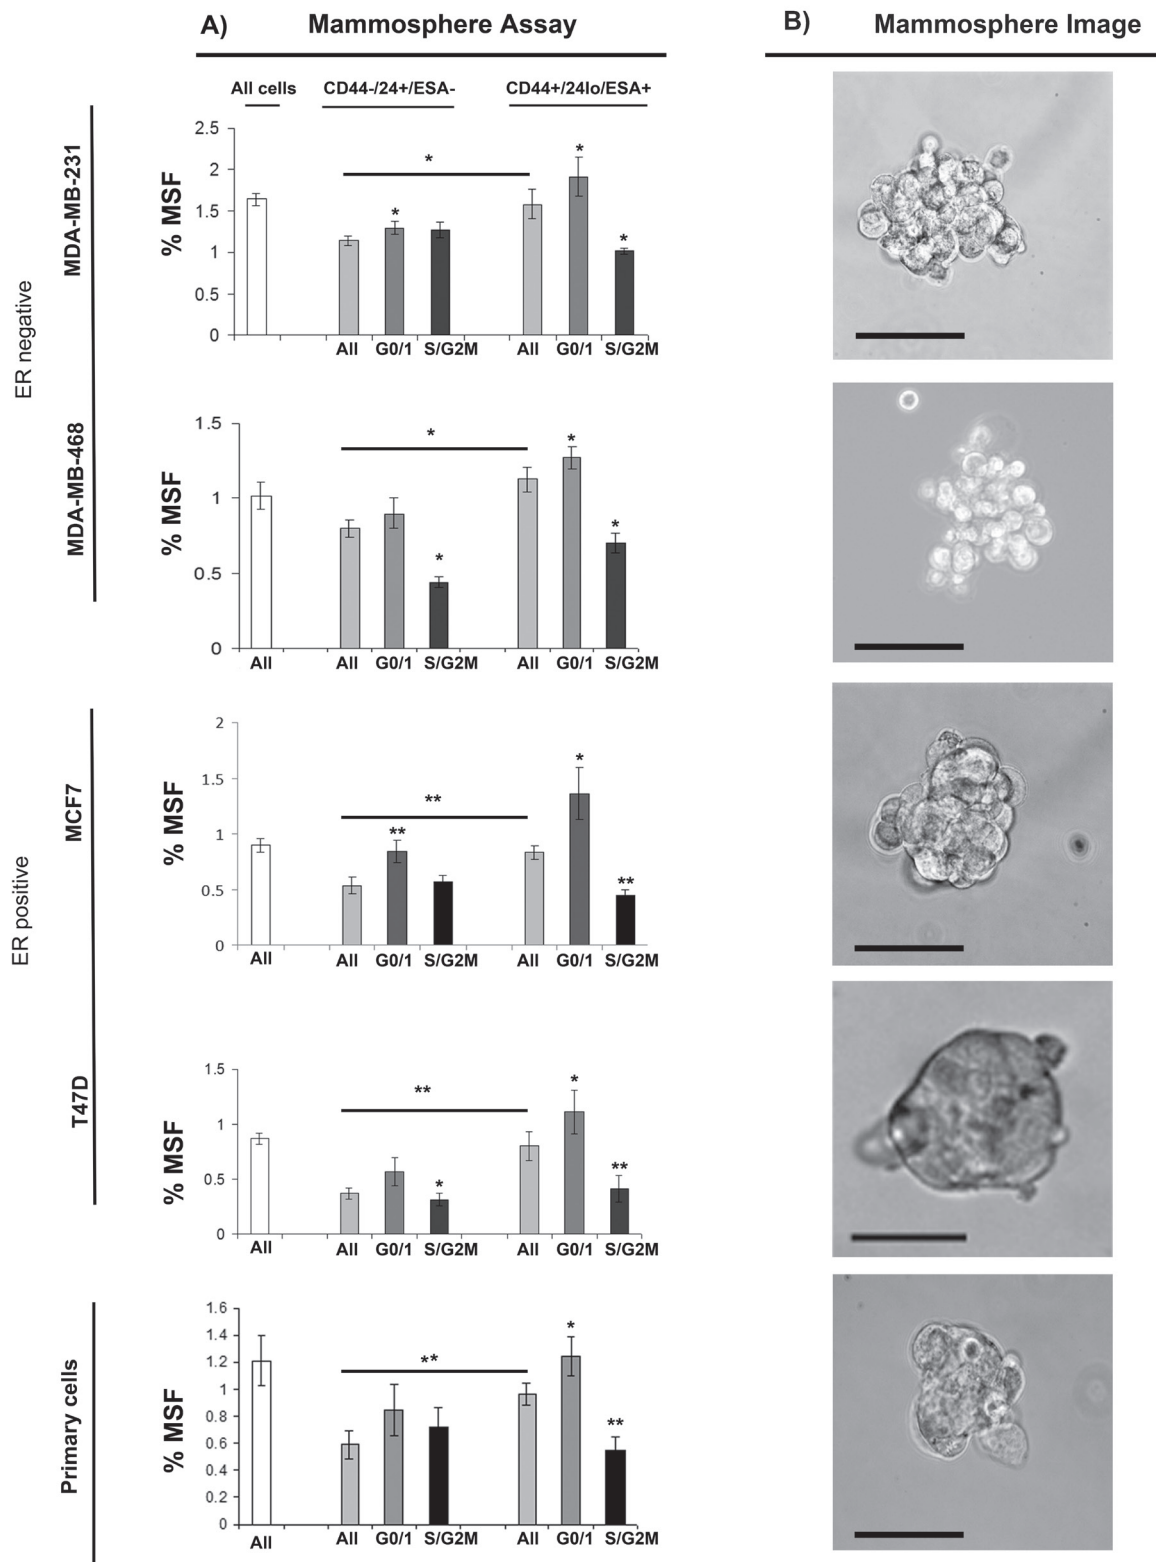 A) Mammosphere Assay
B) Mammosphere Image
All cells CD44-/24+/ESA- CD44+/24lo/ESA+
ER negative
MDA-MB-231
% MSF
2.5
2
1.5
1
0.5
0
*
*
*
*
All G0/1 S/G2M All G0/1 S/G2M
MDA-MB-468
% MSF
1.5
1
0.5
0
*
*
*
*
All All G0/1 S/G2M All G0/1 S/G2M
ER positive
MCF7
% MSF
2
1.5
1
0.5
0
**
**
*
**
All All G0/1 S/G2M All G0/1 S/G2M
T47D
% MSF
1.5
1
0.5
0
**
*
*
**
All All G0/1 S/G2M All G0/1 S/G2M
Primary cells
% MSF
1.6
1.4
1.2
1
0.8
0.6
0.4
0.2
0
**
*
**
All All G0/1 S/G2M All G0/1 S/G2M